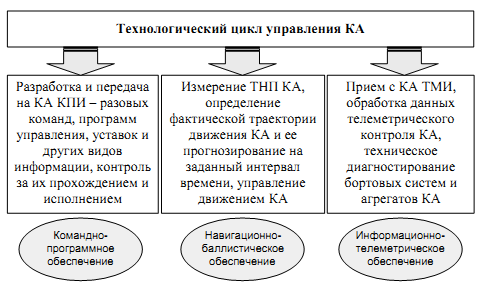 Технологический цикл управления КА
Разработка и передача
на КА КПИ – разовых
команд, программ
управления, уставок и
других видов
информации, контроль
за их прохождением и
исполнением
Измерение ТНП КА,
определение
фактической траектории
движения КА и ее
прогнозирование на
заданный интервал
времени, управление
движением КА
Прием с КА ТМИ,
обработка данных
телеметрического
контроля КА,
техническое
диагностирование
бортовых систем и
агрегатов КА
Командно-
программное
обеспечение
Навигационно-
баллистическое
обеспечение
Информационно-
телеметрическое
обеспечение